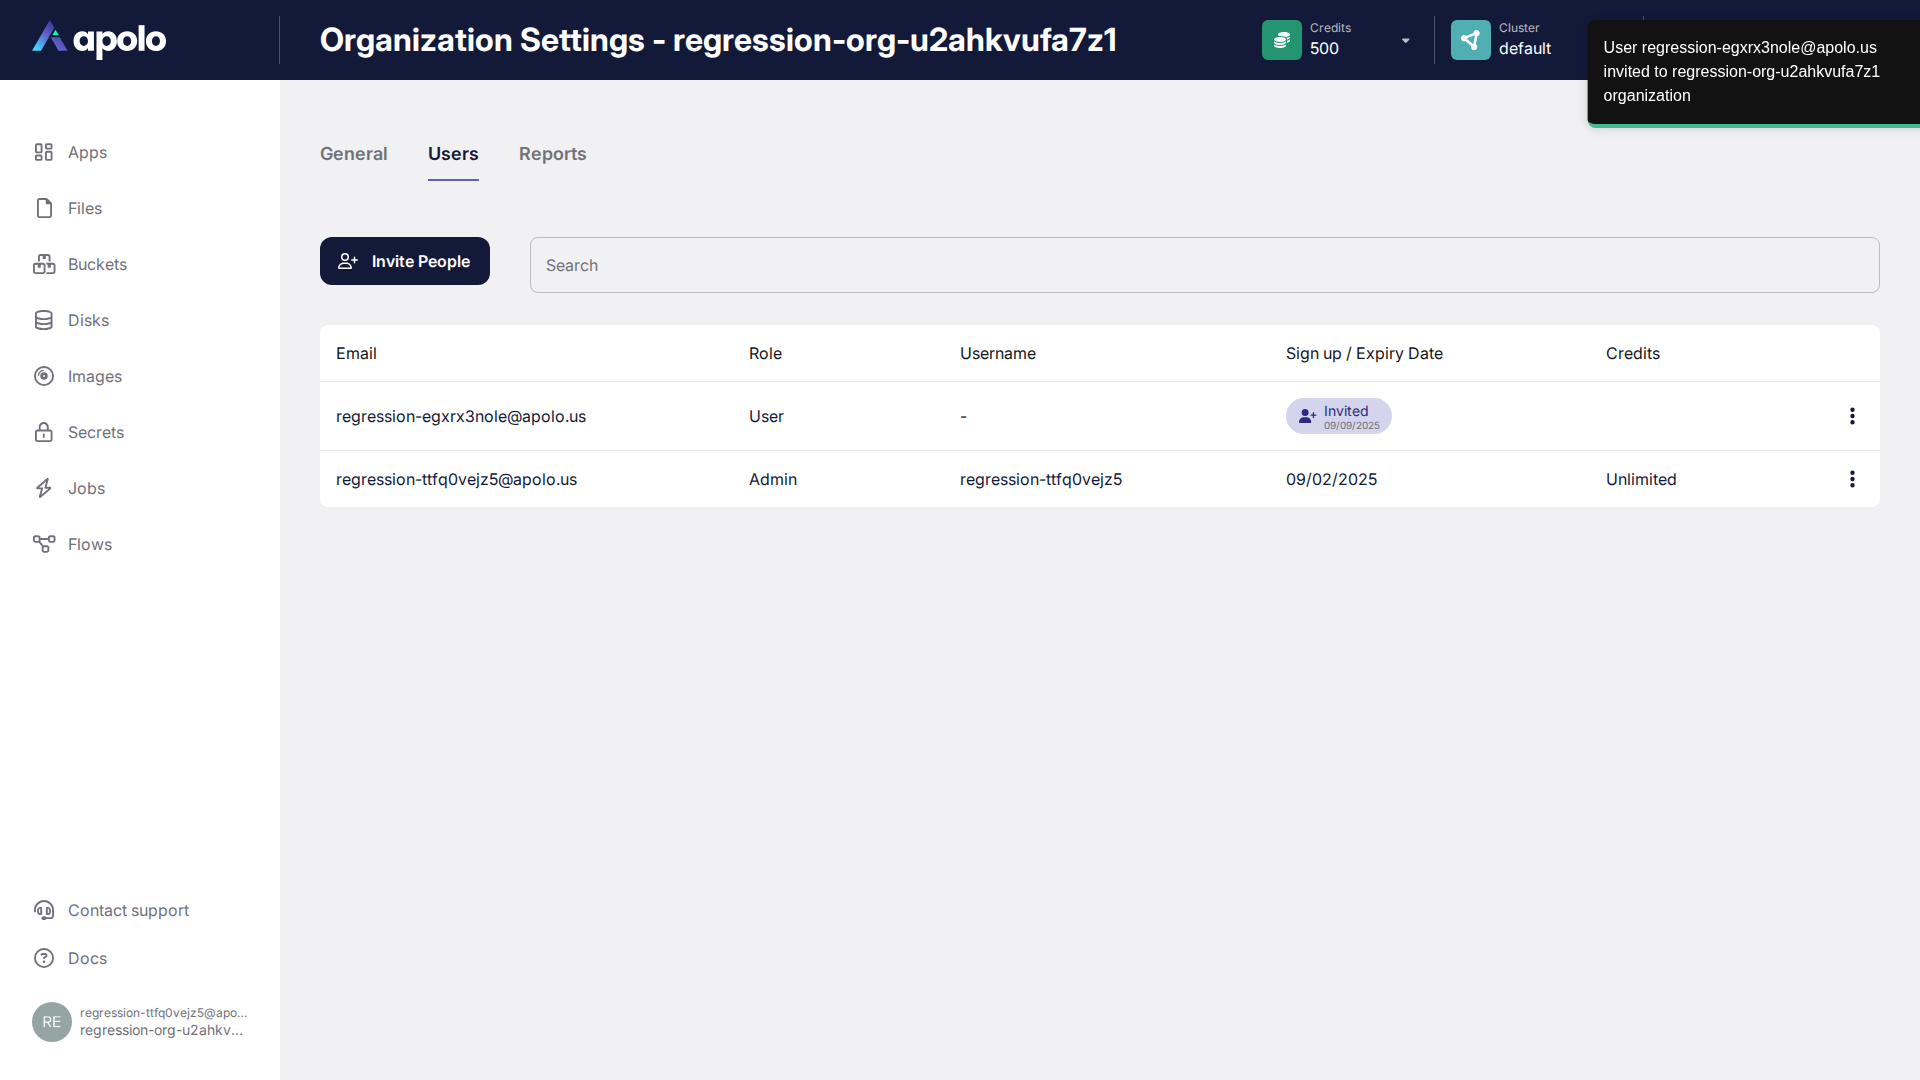 apolo
Organization Settings - regression-org-u2ahkvufa7z1
Credits
500
Cluster
default
User regression-egxrx3nole@apolo.us
invited to regression-org-u2ahkvufa7z1
organization
Apps
Files
Buckets
Disks
Images
Secrets
Jobs
Flows
General Users Reports
Invite People
Search
Email Role Username Sign up / Expiry Date Credits
regression-egxrx3nole@apolo.us User - Invited
09/09/2025
regression-ttfq0vejz5@apolo.us Admin regression-ttfq0vejz5 09/02/2025 Unlimited
Contact support
Docs
RE
regression-ttfq0vejz5@apo...
regression-org-u2ahkv...